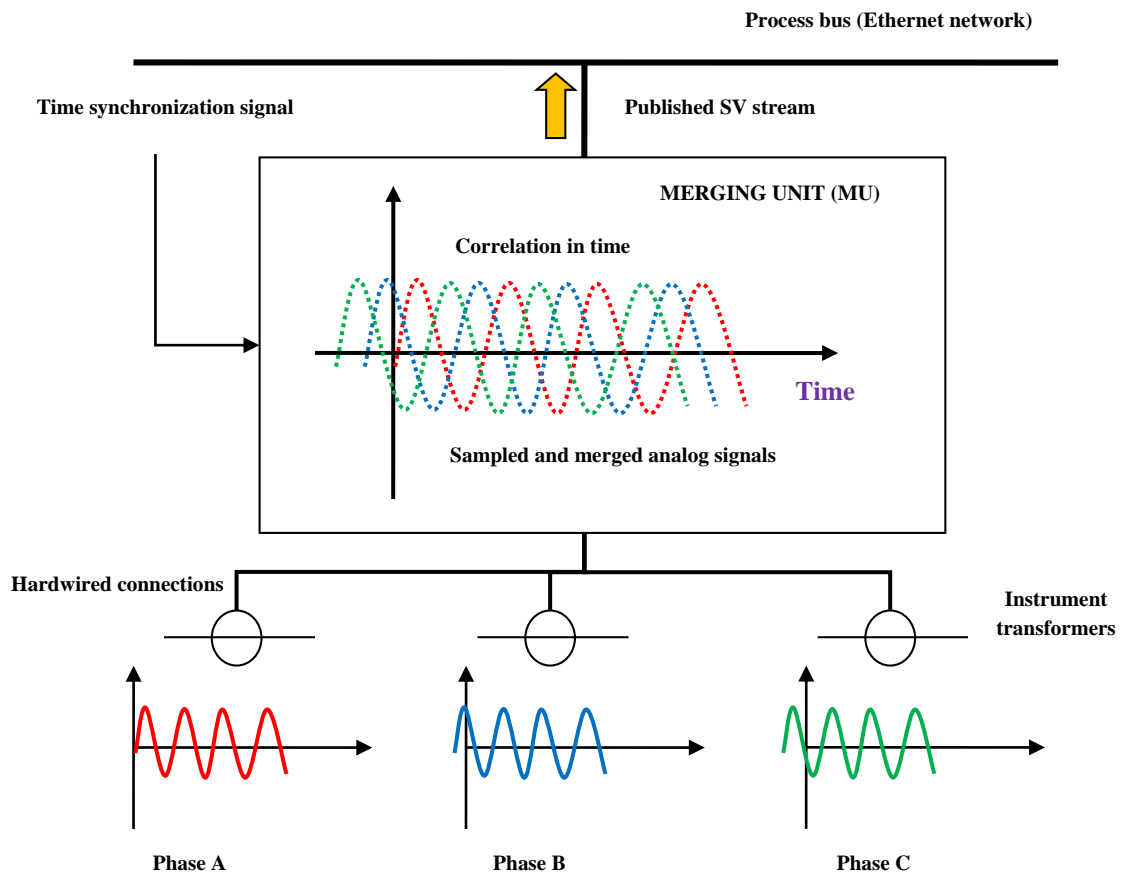 Process bus (Ethernet network)
Time synchronization signal
Published SV stream
MERGING UNIT (MU)
Correlation in time
Time
Sampled and merged analog signals
Hardwired connections
Instrument
transformers
Phase A
Phase B
Phase C